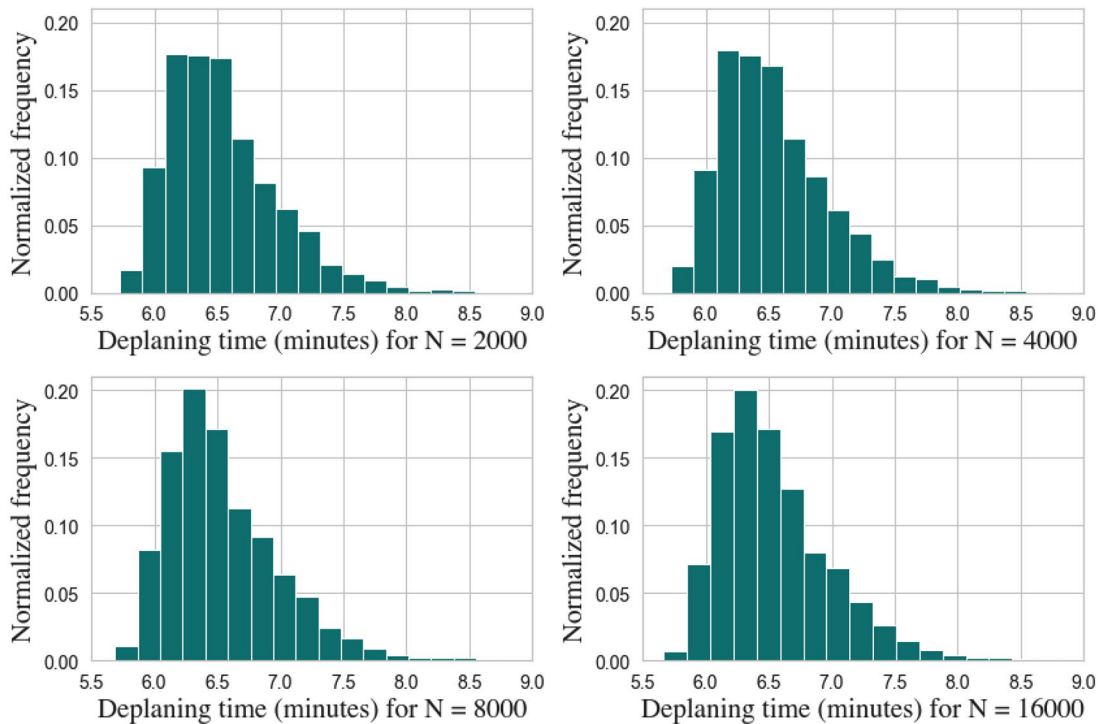 Normalized frequency
0.20
0.15
0.10
0.05
0.00
5.5 6.0 6.5 7.0 7.5 8.0 8.5 9.0
Deplaning time (minutes) for N = 2000
Normalized frequency
0.20
0.15
0.10
0.05
0.00
5.5 6.0 6.5 7.0 7.5 8.0 8.5 9.0
Deplaning time (minutes) for N = 4000
Normalized frequency
0.20
0.15
0.10
0.05
0.00
5.5 6.0 6.5 7.0 7.5 8.0 8.5 9.0
Deplaning time (minutes) for N = 8000
Normalized frequency
0.20
0.15
0.10
0.05
0.00
5.5 6.0 6.5 7.0 7.5 8.0 8.5 9.0
Deplaning time (minutes) for N = 16000